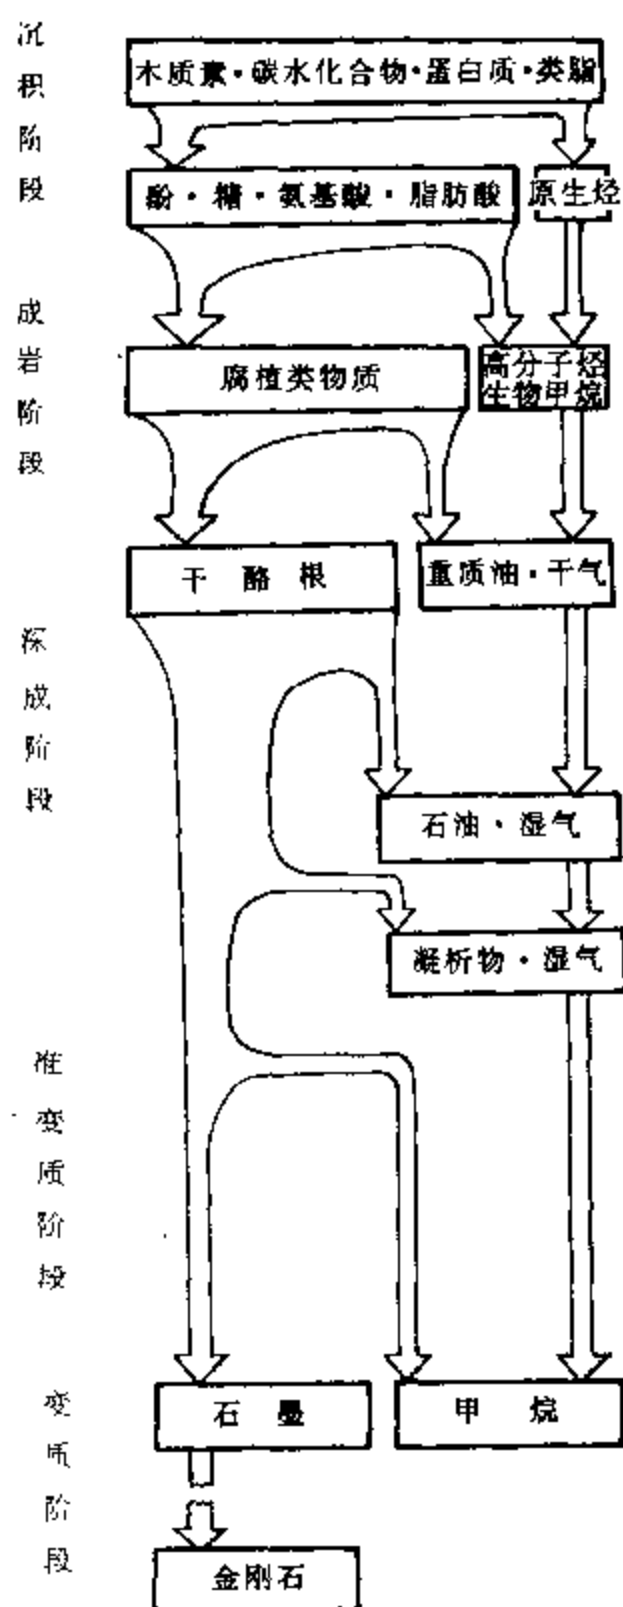 沉积阶段
木质素·碳水化合物·蛋白质·类脂
酚·糖·氨基酸·脂肪酸
原生烃
成岩阶段
腐植类物质
高分子烃
生物甲烷
干酪根
重质油·干气
深成阶段
石油·湿气
凝析物·湿气
准变质阶段
变质阶段
石墨
甲烷
金刚石